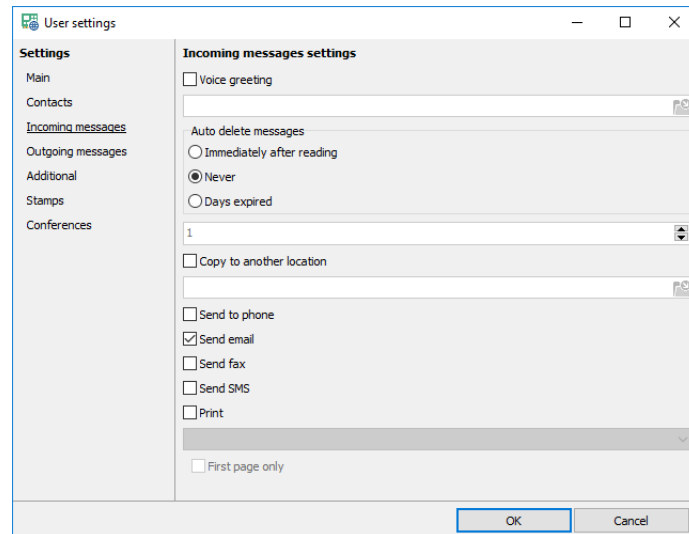 User settings
Settings
Main
Contacts
Incoming messages
Outgoing messages
Additional
Stamps
Conferences
Incoming messages settings
Voice greeting
Auto delete messages
Immediately after reading
Never
Days expired
1
Copy to another location
Send to phone
Send email
Send fax
Send SMS
Print
First page only
OK
Cancel